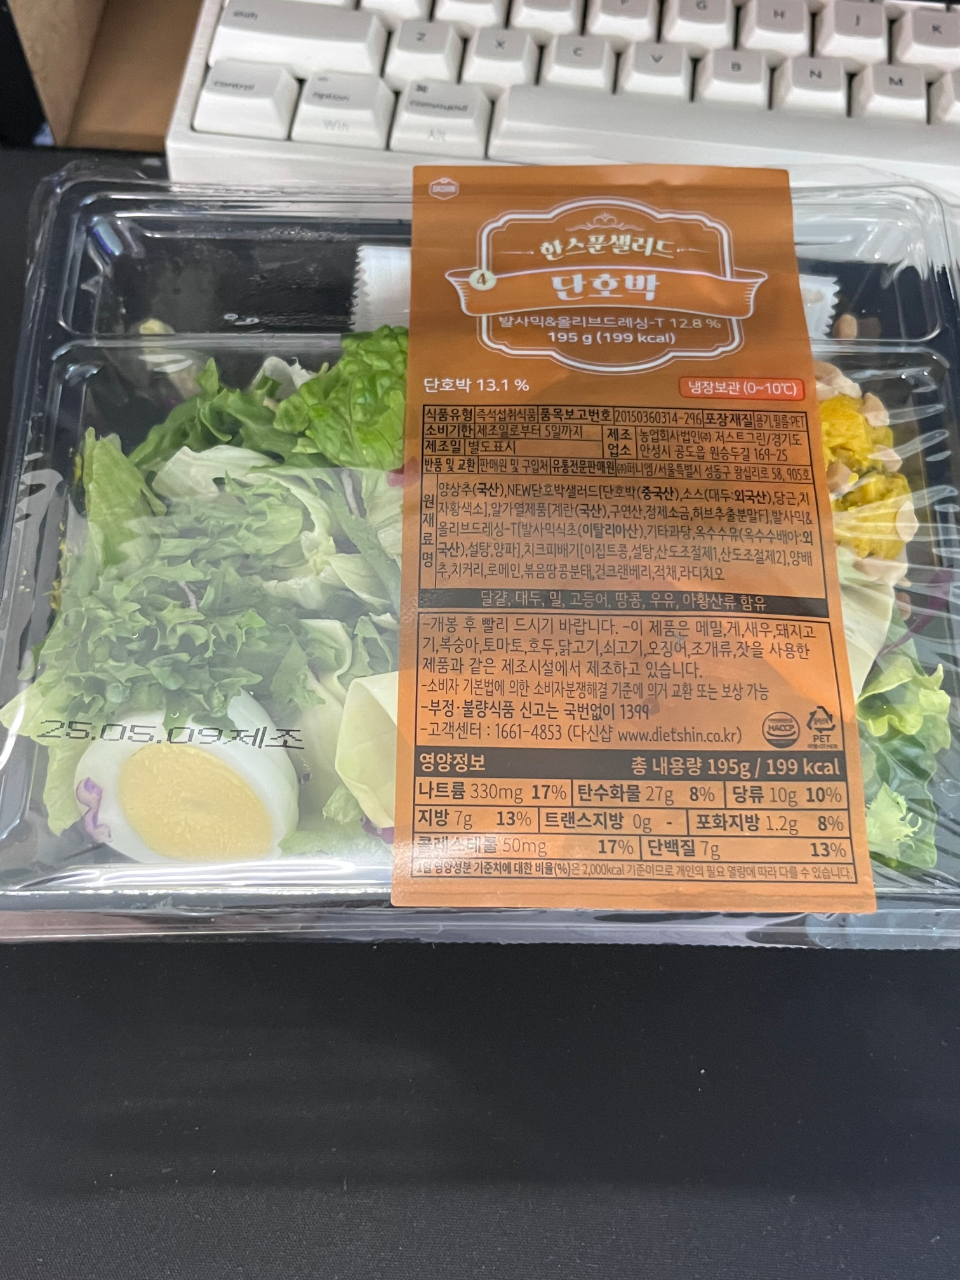 shift
Z
X
C
V
B
N
M
F
G
H
J
K
control
option
Win
⌘
command
Alt
한스푼샐러드
4
단호박
발사믹&올리브드레싱-T 12.8 %
195 g (199 kcal)
단호박 13.1 %
냉장보관 (0~10℃)
식품유형 즉석섭취식품 품목보고번호 20150360314-296 포장재질 용기,필름:PET
소비기한 제조일로부터 5일까지
제조일 별도표시
제조업소 농업회사법인㈜ 저스트그린/경기도
안성시 공도읍 원승두길 169-25
반품 및 교환 판매원 및 구입처 유통전문판매원 ㈜피니엠/서울특별시 성동구 왕십리로 58, 905호
원재료명
양상추(국산),NEW단호박샐러드[단호박(중국산),소스(대두:외국산),당근,치
자황색소],알가열제품[계란(국산),구연산,정제소금,허브추출분말F],발사믹&
올리브드레싱-T[발사믹식초(이탈리아산),기타과당,옥수수유(옥수수배아:외
국산),설탕,양파],치크피배기[이집트콩,설탕,산도조절제1,산도조절제2],양배
추,치커리,로메인,볶음땅콩분태,건크랜베리,적채,라디치오
달걀, 대두, 밀, 고등어, 땅콩, 우유, 아황산류 함유
-개봉 후 빨리 드시기 바랍니다. -이 제품은 메밀,게,새우,돼지고
기,복숭아,토마토,호두,닭고기,쇠고기,오징어,조개류,잣을 사용한
제품과 같은 제조시설에서 제조하고 있습니다.
-소비자 기본법에 의한 소비자분쟁해결 기준에 의거 교환 또는 보상 가능
-부정·불량식품 신고는 국번없이 1399
-고객센터 : 1661-4853 (다신샵 www.dietshin.co.kr)
HACCP
PET
영양정보 총 내용량 195g / 199 kcal
나트륨 330mg 17% 탄수화물 27g 8% 당류 10g 10%
지방 7g 13% 트랜스지방 0g - 포화지방 1.2g 8%
콜레스테롤 50mg 17% 단백질 7g 13%
1일 영양성분 기준치에 대한 비율(%)은 2,000kcal 기준이므로 개인의 필요 열량에 따라 다를 수 있습니다.
25.05.09제조